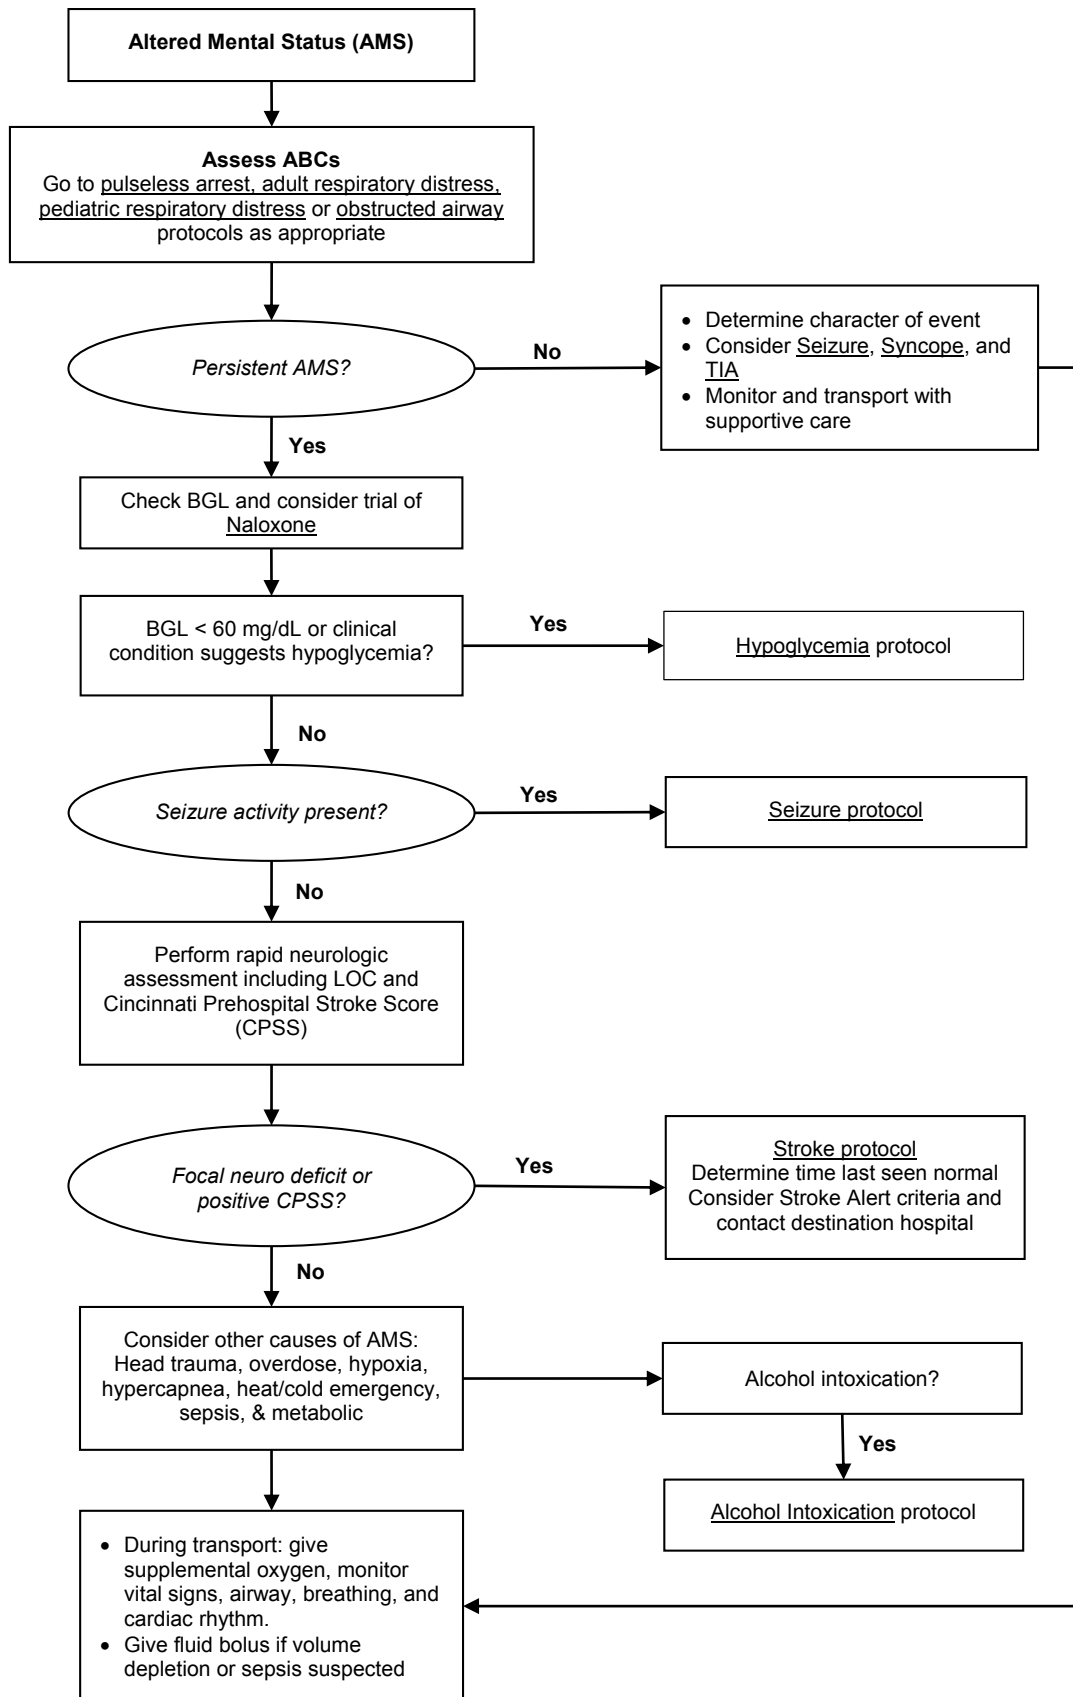 Altered Mental Status (AMS)
Assess ABCs
Go to pulseless arrest, adult respiratory distress,
pediatric respiratory distress or obstructed airway
protocols as appropriate
Persistent AMS?
No
• Determine character of event
• Consider Seizure, Syncope, and
TIA
• Monitor and transport with
supportive care
Yes
Check BGL and consider trial of
Naloxone
BGL < 60 mg/dL or clinical
condition suggests hypoglycemia?
Yes
Hypoglycemia protocol
No
Seizure activity present?
Yes
Seizure protocol
No
Perform rapid neurologic
assessment including LOC and
Cincinnati Prehospital Stroke Score
(CPSS)
Focal neuro deficit or
positive CPSS?
Yes
Stroke protocol
Determine time last seen normal
Consider Stroke Alert criteria and
contact destination hospital
No
Consider other causes of AMS:
Head trauma, overdose, hypoxia,
hypercapnea, heat/cold emergency,
sepsis, & metabolic
Alcohol intoxication?
Yes
Alcohol Intoxication protocol
• During transport: give
supplemental oxygen, monitor
vital signs, airway, breathing, and
cardiac rhythm.
• Give fluid bolus if volume
depletion or sepsis suspected